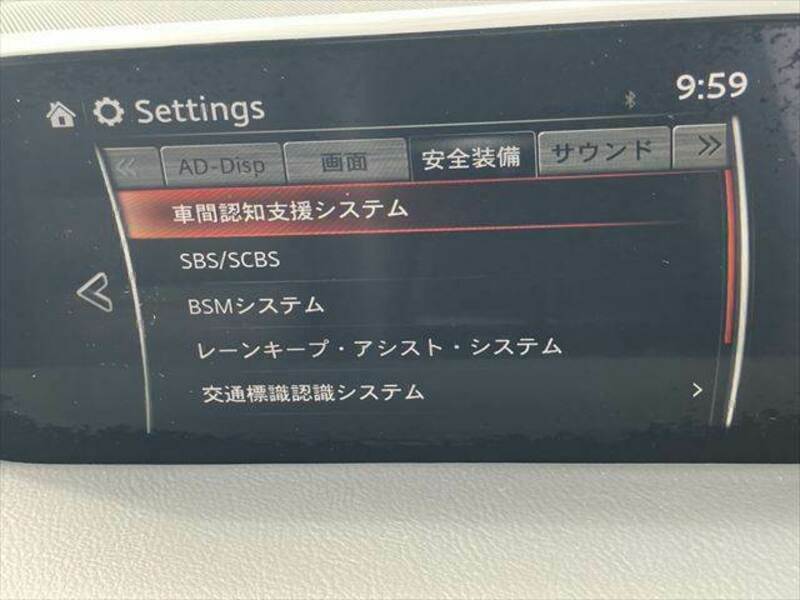 Settings 9:59
AD-Disp 画面 安全装備 サウンド
車間認知支援システム
SBS/SCBS
BSMシステム
レーンキープ・アシスト・システム
交通標識認識システム